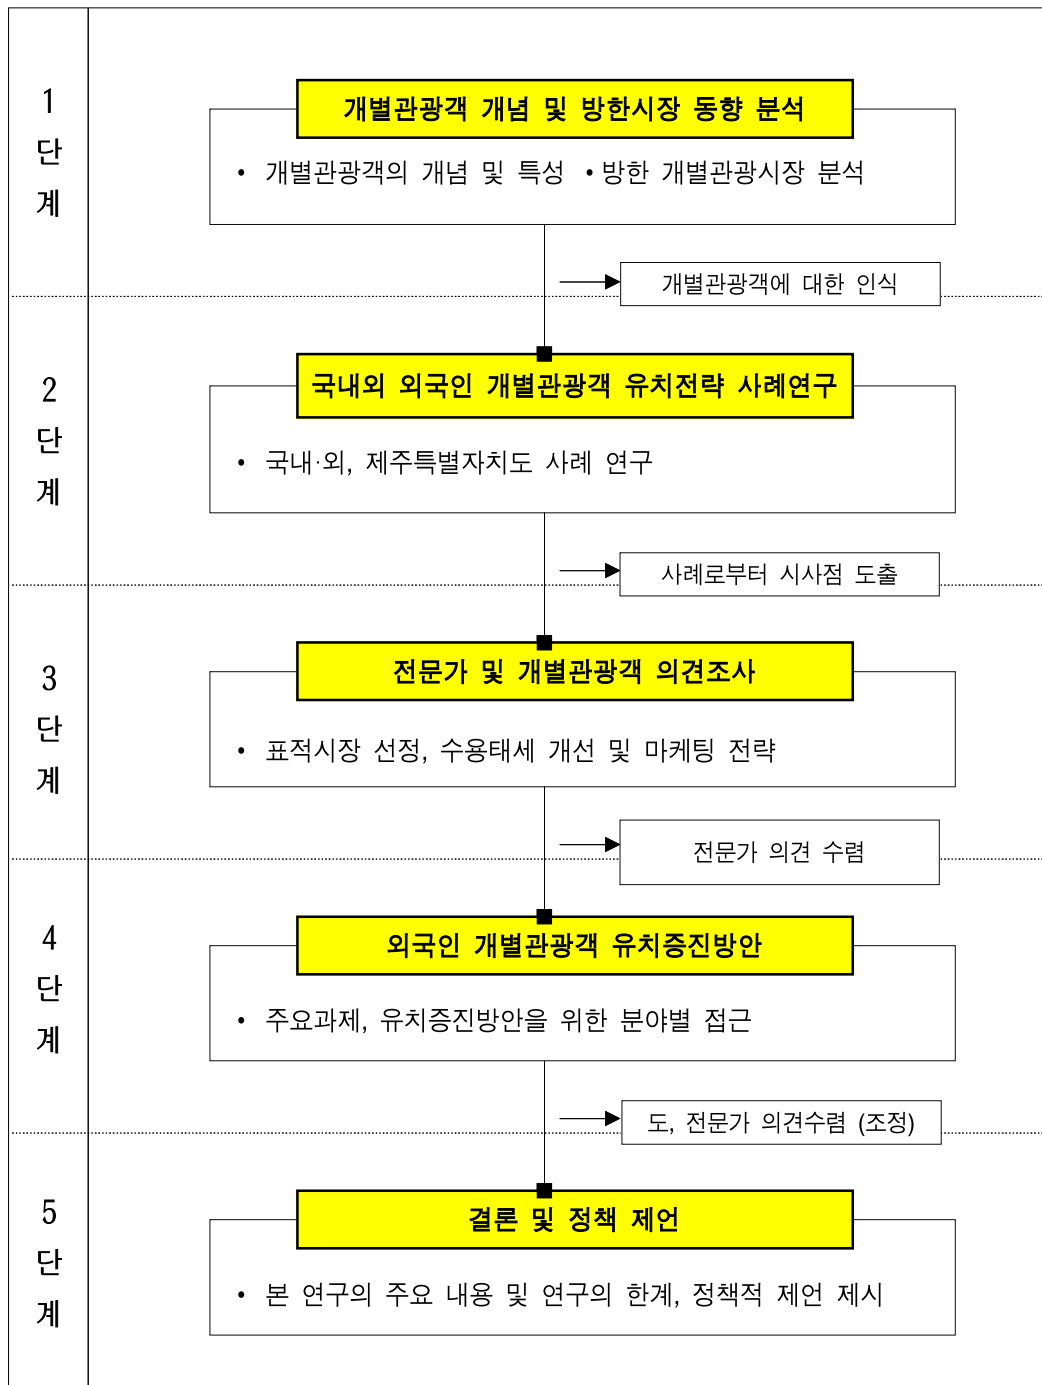 1
단
계
개별관광객 개념 및 방한시장 동향 분석
• 개별관광객의 개념 및 특성 • 방한 개별관광시장 분석
개별관광객에 대한 인식
2
단
계
국내외 외국인 개별관광객 유치전략 사례연구
• 국내·외, 제주특별자치도 사례 연구
사례로부터 시사점 도출
3
단
계
전문가 및 개별관광객 의견조사
• 표적시장 선정, 수용태세 개선 및 마케팅 전략
전문가 의견 수렴
4
단
계
외국인 개별관광객 유치증진방안
• 주요과제, 유치증진방안을 위한 분야별 접근
도, 전문가 의견수렴 (조정)
5
단
계
결론 및 정책 제언
• 본 연구의 주요 내용 및 연구의 한계, 정책적 제언 제시